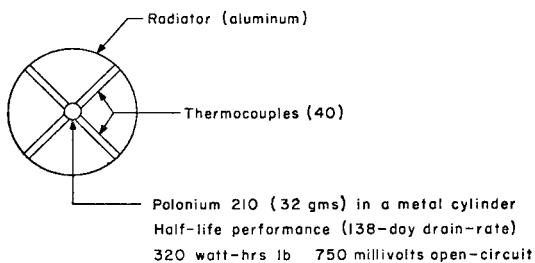 Radiator (aluminum)
Thermocouples (40)
Polonium 210 (32 gms) in a metal cylinder
Half-life performance (138-day drain-rate)
320 watt-hrs lb 750 millivolts open-circuit